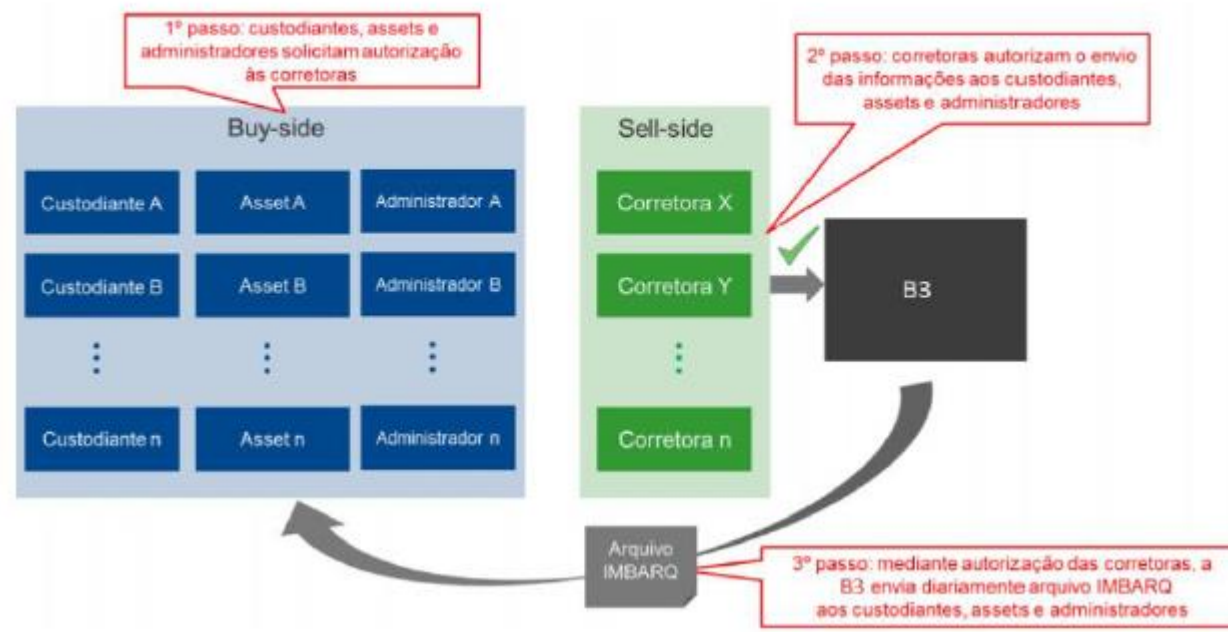 1º passo: custodiantes, assets e
administradores solicitam autorização
às corretoras
2º passo: corretoras autorizam o envio
das informações aos custodiantes,
assets e administradores
Buy-side
Sell-side
Custodiante A
Asset A
Administrador A
Corretora X
Custodiante B
Asset B
Administrador B
Corretora Y
B3
Custodiante n
Asset n
Administrador n
Corretora n
Arquivo
IMBARQ
3º passo: mediante autorização das corretoras, a
B3 envia diariamente arquivo IMBARQ
aos custodiantes, assets e administradores